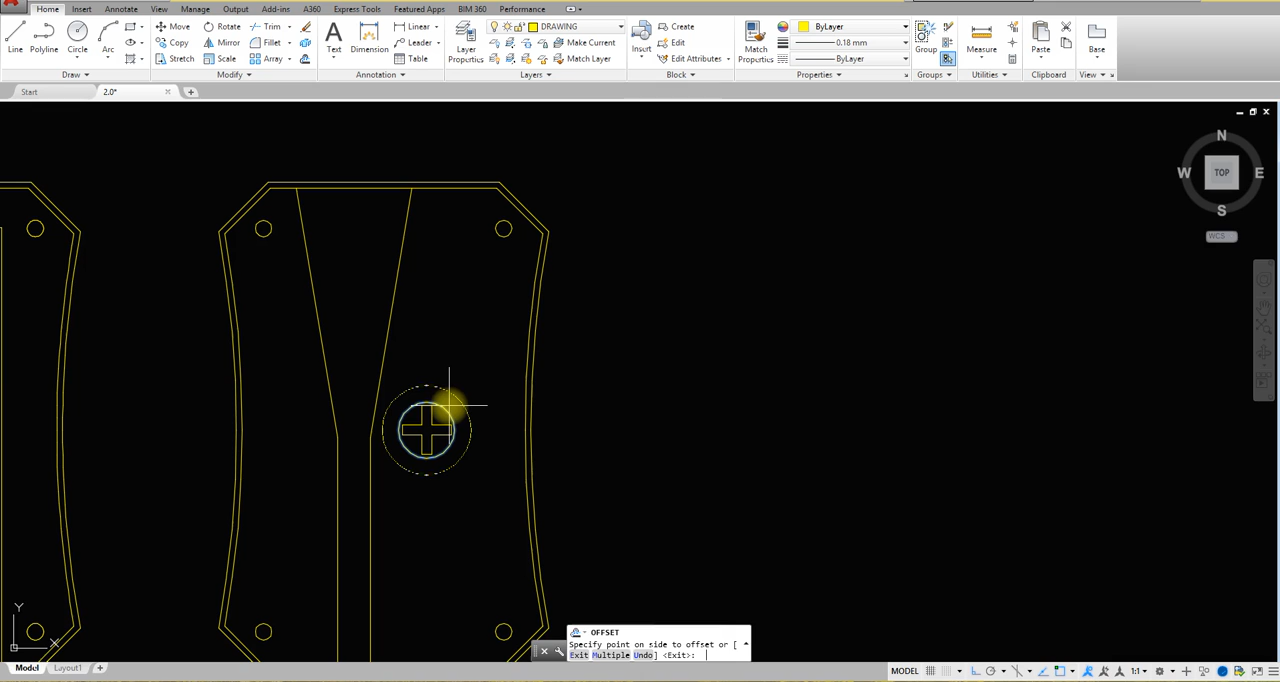 Home Insert Annotate View Manage Output Add-ins A360 Express Tools Featured Apps BIM 360 Performance
Line Polyline Circle Arc
Move Rotate Trim
Copy Mirror Fillet
Stretch Scale Array
Text Dimension
Linear
Leader
Table
Layer Properties
DRAWING
Make Current
Match Layer
Insert
Create
Edit
Edit Attributes
Match Properties
ByLayer
0.18 mm
ByLayer
Group Measure Paste Base
Draw Modify Annotation Layers Block Properties Groups Utilities Clipboard View
Start 2.0*
N
W TOP E
S
WCS
Y
X
OFFSET
Specify point on side to offset or [
Exit Multiple Undo] <Exit>:
Model Layout1
MODEL 1:1